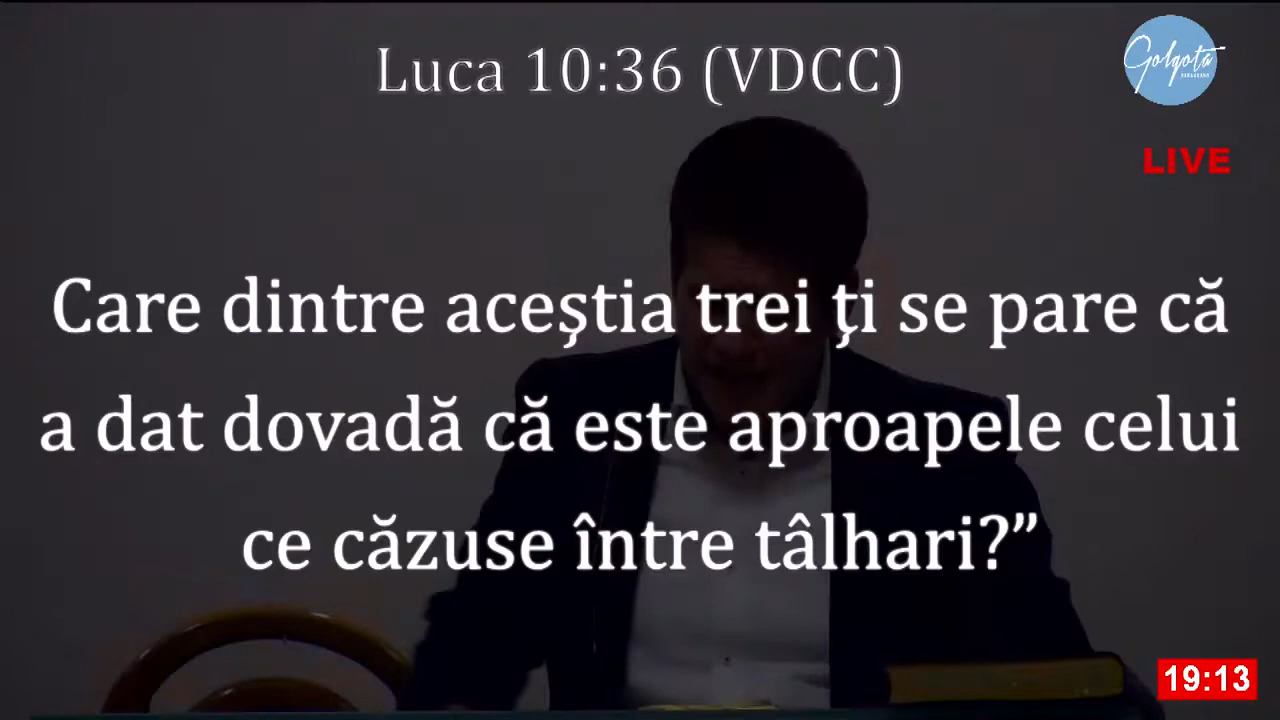 Luca 10:36 (VDCC)
Golgota
LIVE
Care dintre aceştia trei ţi se pare că
a dat dovadă că este aproapele celui
ce căzuse între tâlhari?”
19:13